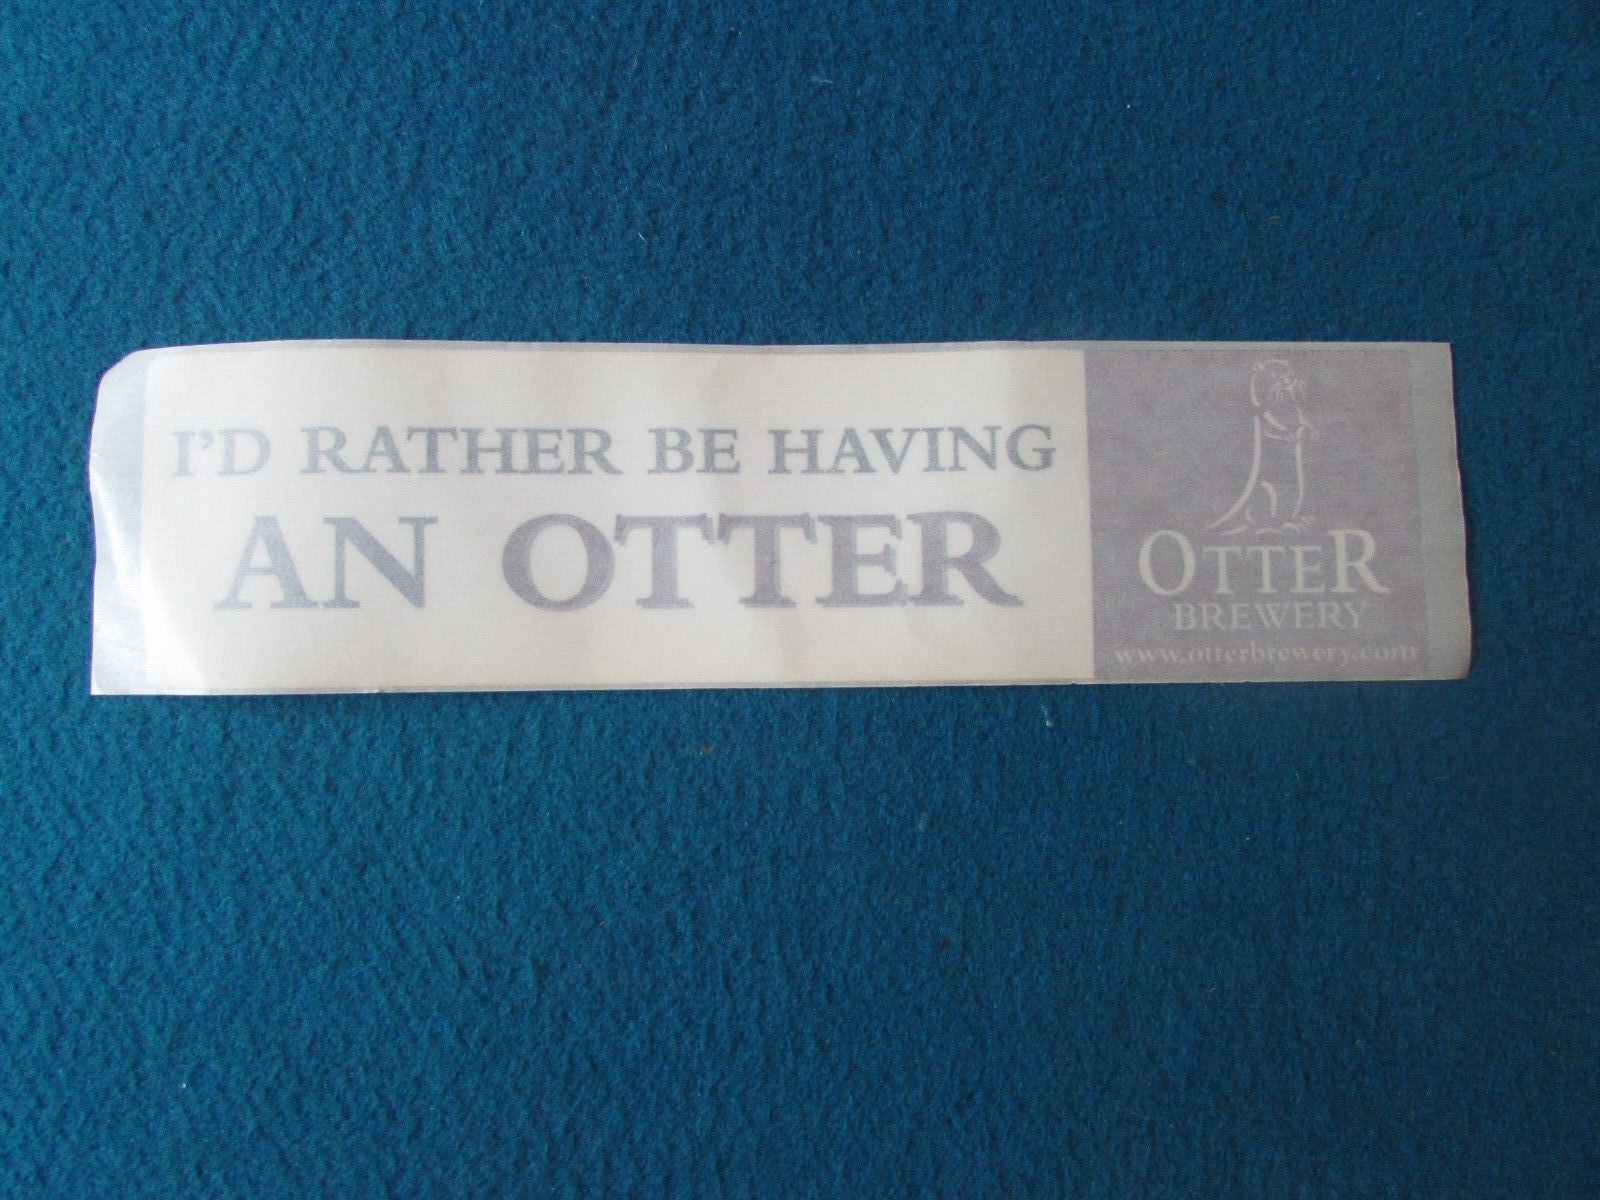 I'D RATHER BE HAVING
AN OTTER
OTTER
BREWERY
www.otterbrewery.com